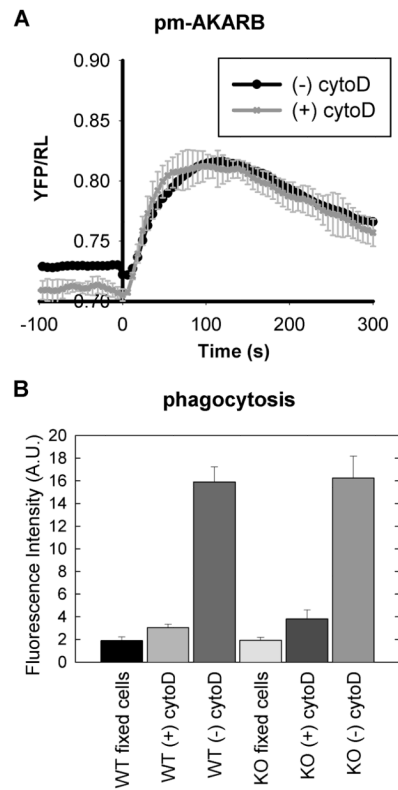 A
pm-AKARB
0.90
0.85
0.80
0.75
0.70
YFP/RL
(-) cytoD
(+) cytoD
-100 0 100 200 300
Time (s)
B
phagocytosis
20
18
16
14
12
10
8
6
4
2
0
Fluorescence Intensity (A.U.)
WT fixed cells
WT (+) cytoD
WT (-) cytoD
KO fixed cells
KO (+) cytoD
KO (-) cytoD